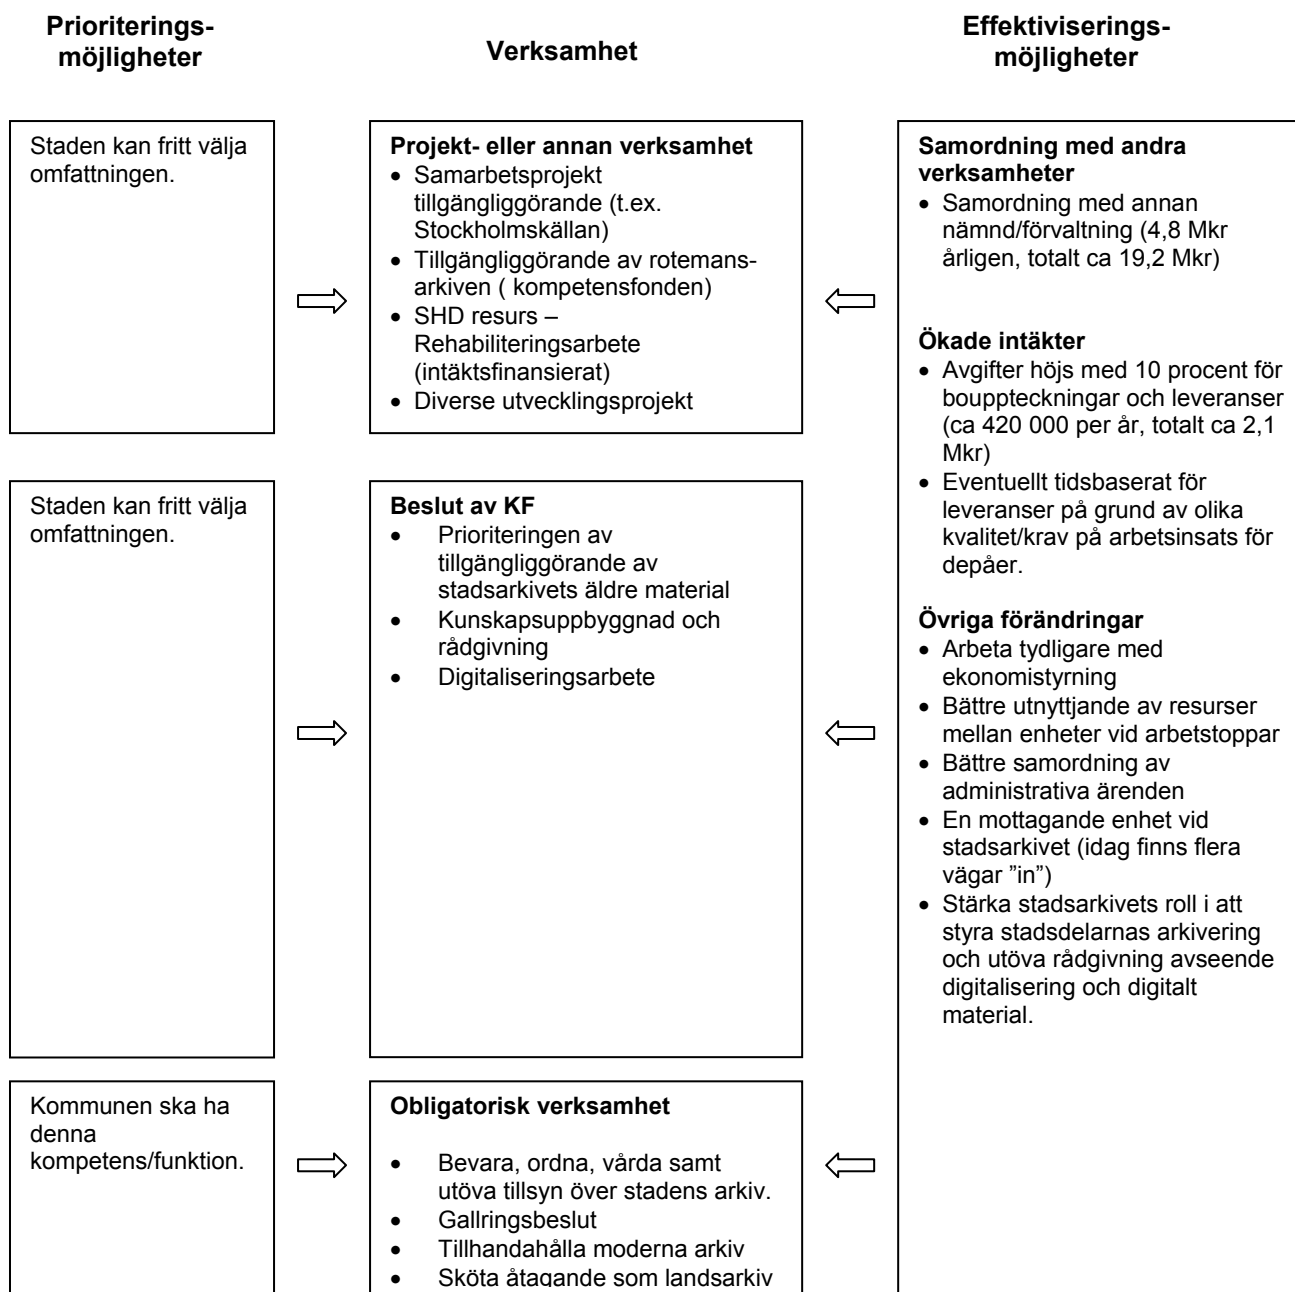 Prioriterings-
möjligheter
Verksamhet
Effektiviserings-
möjligheter
Staden kan fritt välja
omfattningen.
Projekt- eller annan verksamhet
• Samarbetsprojekt
tillgängliggörande (t.ex.
Stockholmskällan)
• Tillgängliggörande av rotemans-
arkiven ( kompetensfonden)
• SHD resurs –
Rehabiliteringsarbete
(intäktsfinansierat)
• Diverse utvecklingsprojekt
Staden kan fritt välja
omfattningen.
Beslut av KF
• Prioriteringen av
tillgängliggörande av
stadsarkivets äldre material
• Kunskapsuppbyggnad och
rådgivning
• Digitaliseringsarbete
Kommunen ska ha
denna
kompetens/funktion.
Obligatorisk verksamhet
• Bevara, ordna, vårda samt
utöva tillsyn över stadens arkiv.
• Gallringsbeslut
• Tillhandahålla moderna arkiv
• Sköta åtagande som landsarkiv
Samordning med andra
verksamheter
• Samordning med annan
nämnd/förvaltning (4,8 Mkr
årligen, totalt ca 19,2 Mkr)
Ökade intäkter
• Avgifter höjs med 10 procent för
bouppteckningar och leveranser
(ca 420 000 per år, totalt ca 2,1
Mkr)
• Eventuellt tidsbaserat för
leveranser på grund av olika
kvalitet/krav på arbetsinsats för
depåer.
Övriga förändringar
• Arbeta tydligare med
ekonomistyrning
• Bättre utnyttjande av resurser
mellan enheter vid arbetstoppar
• Bättre samordning av
administrativa ärenden
• En mottagande enhet vid
stadsarkivet (idag finns flera
vägar ”in”)
• Stärka stadsarkivets roll i att
styra stadsdelarnas arkivering
och utöva rådgivning avseende
digitalisering och digitalt
material.